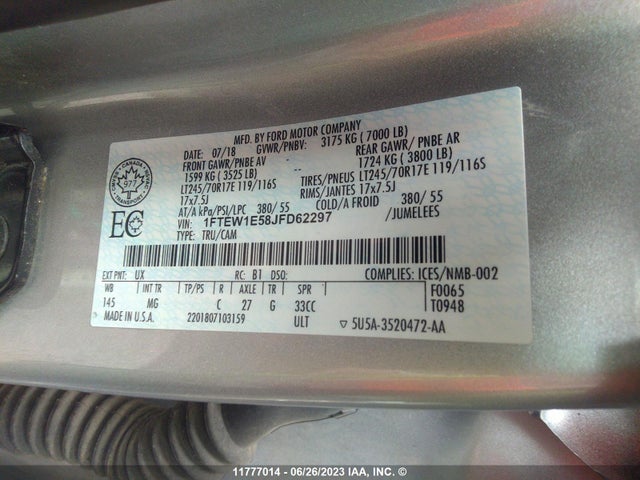 MFD. BY FORD MOTOR COMPANY
07/18 GVWR/PNBV: 3175 KG ( 7000 LB)
FRONT GAWR/PNBE AV REAR GAWR/ PNBE AR
1599 KG ( 3525 LB) 1724 KG ( 3800 LB)
LT245/70R17E 119/116S TIRES/PNEUS LT245/70R17E 119/116S
17x7.5J RIMS/JANTES 17x7.5J
AT/A kPa/PSI/LPC 380/ 55 COLD/A FROID 380/ 55
VIN: 1FTEW1E58JFD62297 /JUMELEES
TYPE: TRU/CAM
CANADA
TRANSPORT
977
EC
EXT PNT: UX RC: B1 DSO: COMPLIES: ICES/NMB-002
WB INT TR TP/PS R AXLE TR SPR F0065
145 MG C 27 G 33CC T0948
MADE IN U.S.A. 2201807103159 ULT ▽ 5U5A-3520472-AA
11777014 - 06/26/2023 IAA, Inc. ©